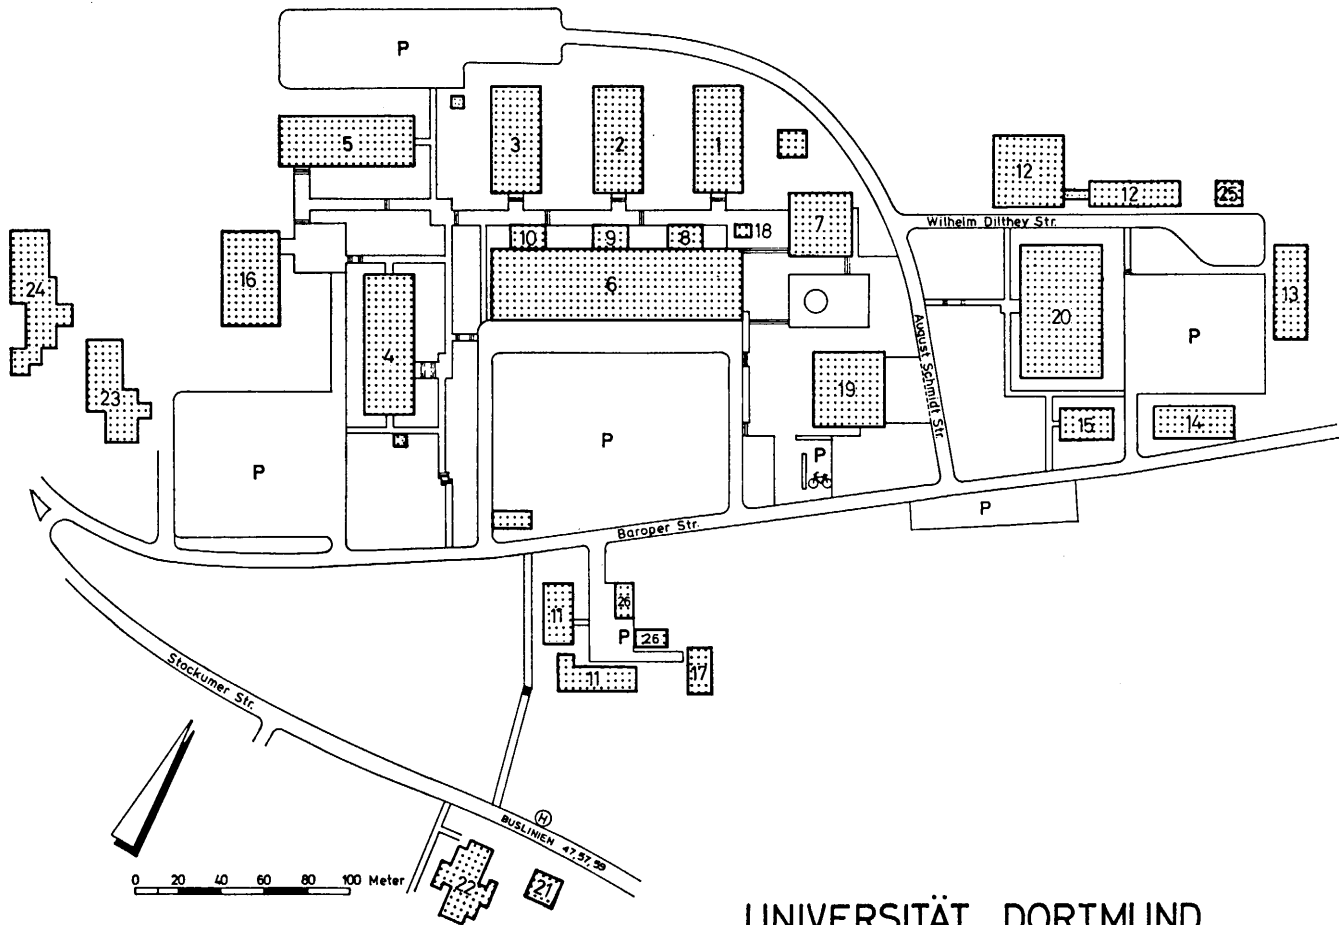 P
5
3
2
1
12
12
25
7
Wilhelm Dilthey Str.
10
9
8
18
16
6
24
4
20
13
P
August Schmidt Str.
23
19
15
14
P
P
P
P
Baroper Str.
11
26
P
26
11
17
Stockumer Str.
H
BUSLINIEN 47,57,59
0 20 40 60 80 100 Meter
22
21
UNIVERSITÄT DORTMUND